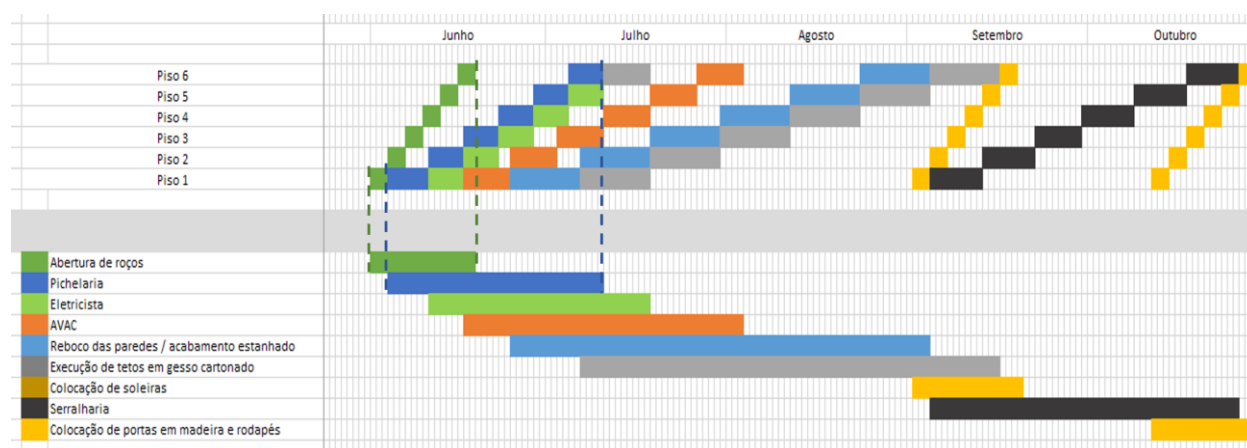 Junho Julho Agosto Setembro Outubro
Piso 6
Piso 5
Piso 4
Piso 3
Piso 2
Piso 1
Abertura de roços
Pichelaria
Eletricista
AVAC
Reboco das paredes / acabamento estanhado
Execução de tetos em gesso cartonado
Colocação de soleiras
Serralharia
Colocação de portas em madeira e rodapés